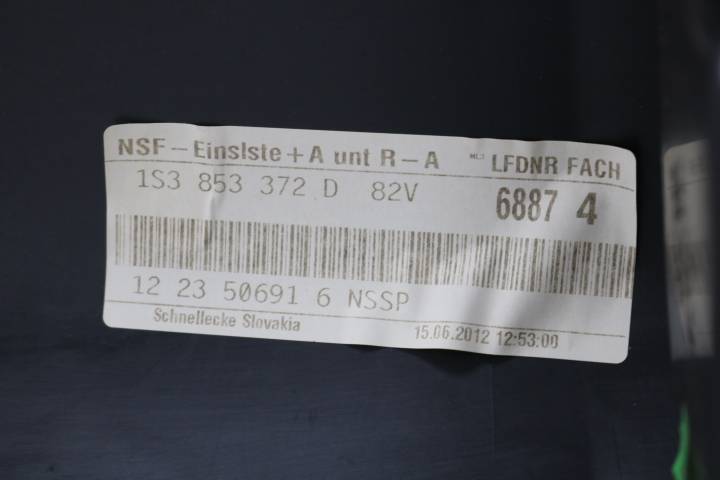 NSF - Einslste + A unt R - A LFDNR FACH
1S3 853 372 D 82V 6887 4
12 23 50691 6 NSSP
Schnellecke Slovakia 15.06.2012 12:53:00